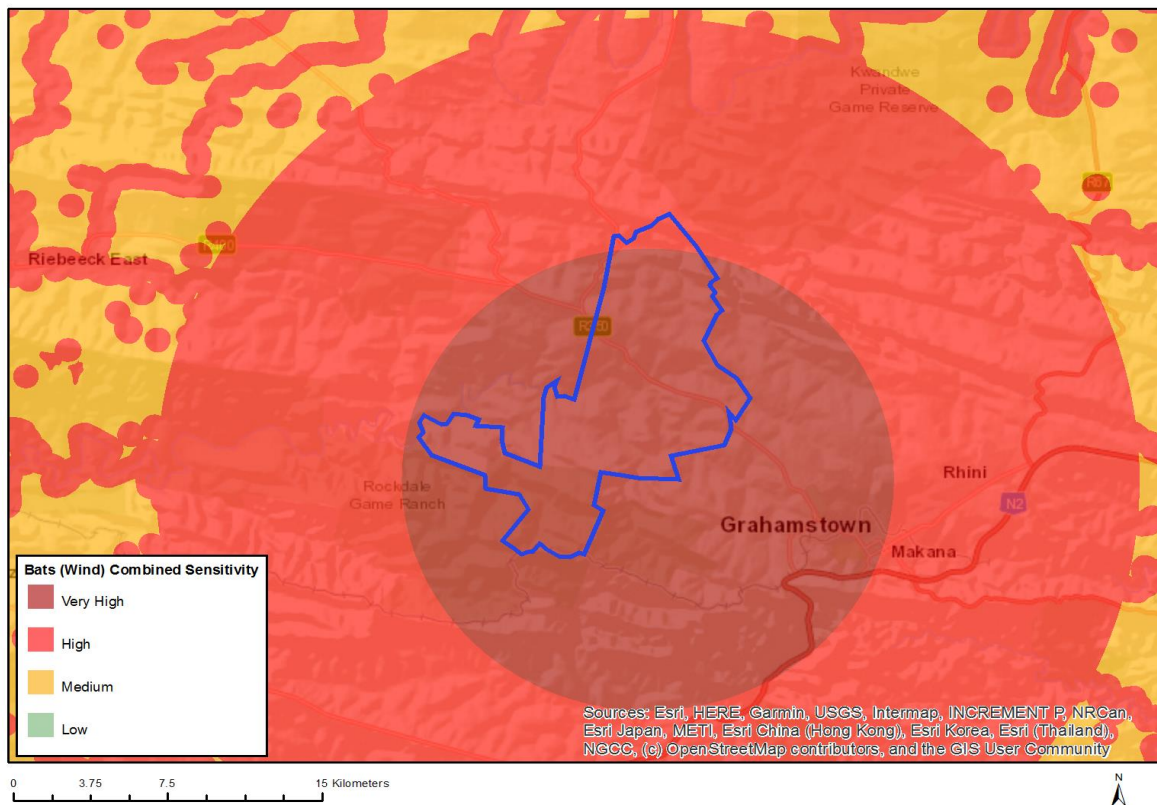 Kwandwe
Private
Game Reserve
R67
R400
Riebeeck East
R350
Rockdale
Game Ranch
Rhini
N2
Grahamstown
Makana
Bats (Wind) Combined Sensitivity
Very High
High
Medium
Low
Sources: Esri, HERE, Garmin, USGS, Intermap, INCREMENT P, NRCan,
Esri Japan, METI, Esri China (Hong Kong), Esri Korea, Esri (Thailand),
NGCC, (c) OpenStreetMap contributors, and the GIS User Community
0 3.75 7.5 15 Kilometers
N